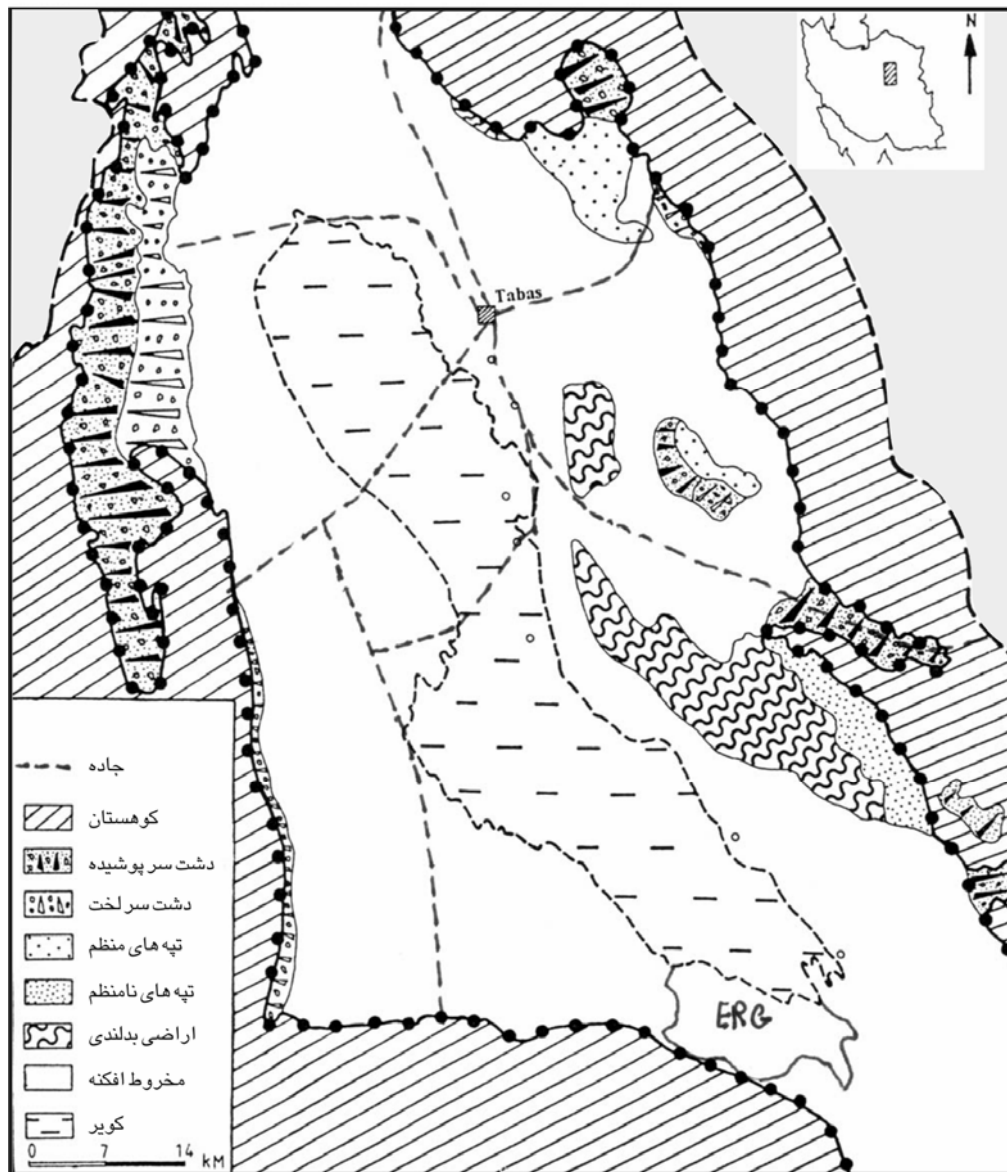 N
Tabas
ERG
جاده
کوهستان
دشت سر پوشیده
دشت سر لخت
تپه های منظم
تپه های نامنظم
اراضی بدلندی
مخروط افکنه
کویر
0 7 14
KM